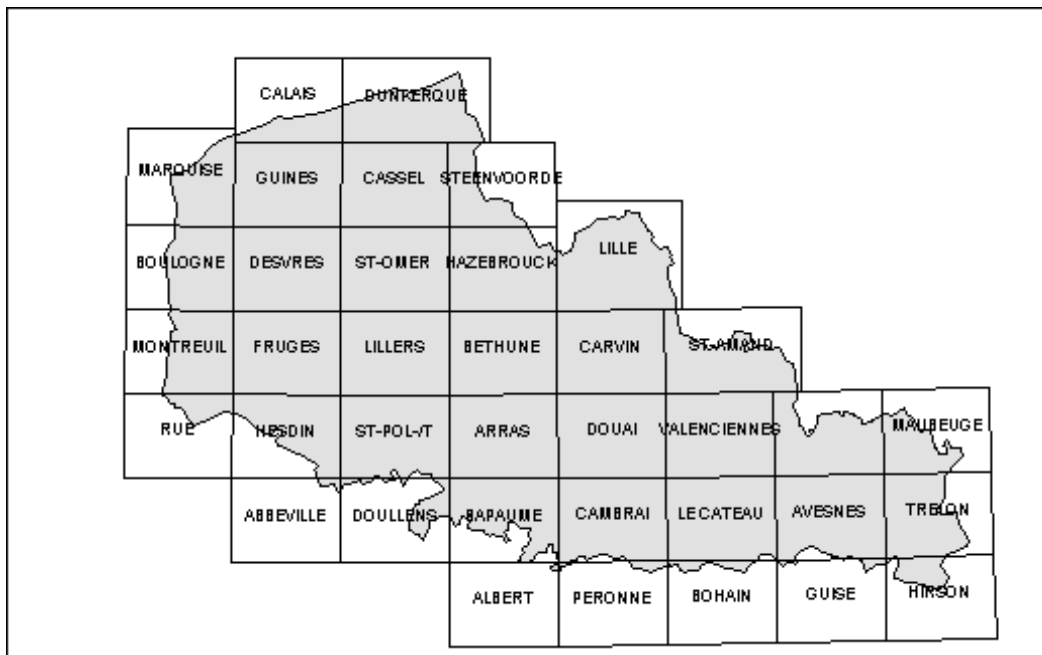 CALAIS DUNKERQUE
MARQUISE GUINES CASSEL STEENVOORDE
BOULOGNE DESVRES ST-OMER HAZEBROUCK LILLE
MONTREUIL FRUGES LILLERS BETHUNE CARVIN ST-AMAND
RUE HESDIN ST-POL-/T ARRAS DOUAI VALENCIENNES MAUBEUGE
ABBEVILLE DOULLENS BAPAUME CAMBRAI LE CATEAU AVESNES TRELON
ALBERT PERONNE BOHAIN GUISE HIRSON